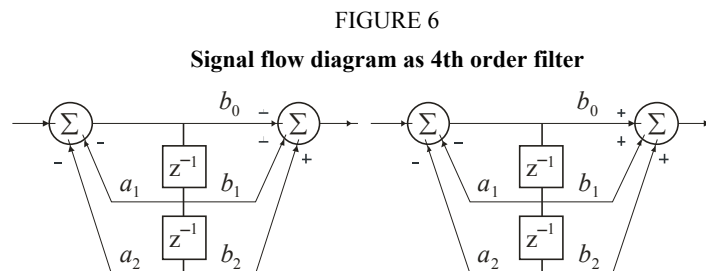 FIGURE 6
Signal flow diagram as 4th order filter
b₀ b₀
Σ - - Σ + Σ + Σ
- - - + - - + +
z⁻¹ z⁻¹
a₁ b₁ a₁ b₁
z⁻¹ z⁻¹
a₂ b₂ a₂ b₂